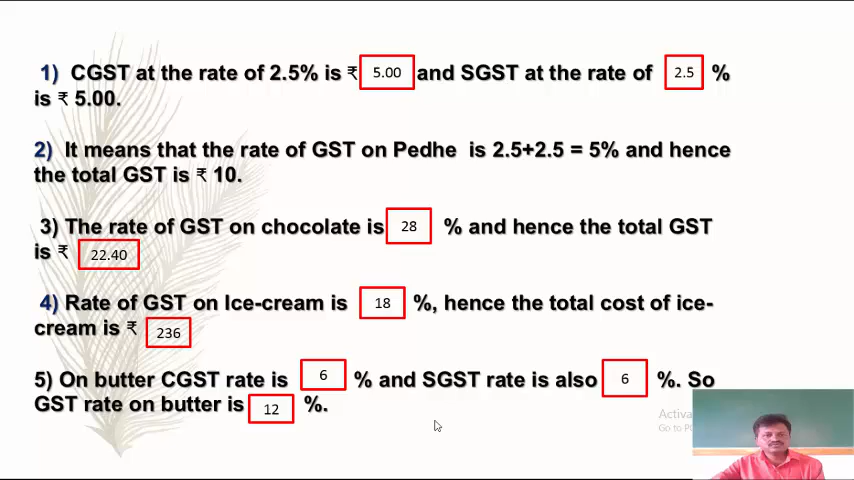 1) CGST at the rate of 2.5% is ₹ 5.00 and SGST at the rate of 2.5 %
is ₹ 5.00.
2) It means that the rate of GST on Pedhe is 2.5+2.5 = 5% and hence
the total GST is ₹ 10.
3) The rate of GST on chocolate is 28 % and hence the total GST
is ₹ 22.40
4) Rate of GST on Ice-cream is 18 %, hence the total cost of ice-
cream is ₹ 236
5) On butter CGST rate is 6 % and SGST rate is also 6 %. So
GST rate on butter is 12 %.
Activa
Go to PC